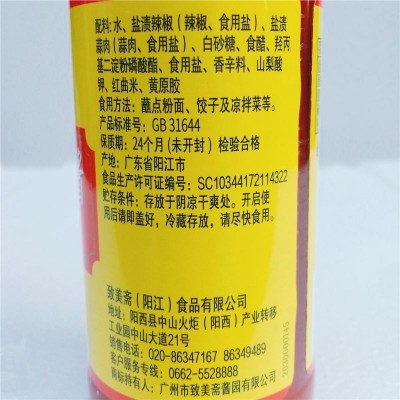 配料:水、盐渍辣椒(辣椒、食用盐)、盐渍
蒜肉(蒜肉、食用盐)、白砂糖、食醋、羟丙
基二淀粉磷酸酯、食用盐、香辛料、山梨酸
钾、红曲米、黄原胶
食用方法:蘸点粉面、饺子及凉拌菜等。
产品标准号:GB 31644
保质期:24个月(未开封) 检验合格
产地:广东省阳江市
食品生产许可证编号:SC10344172114322
贮存条件:存放于阴凉干爽处。开启使
用后请即盖好,冷藏存放,请尽快食用。
致美斋(阳江)食品有限公司
地址:阳西县中山火炬(阳西)产业转移
工业园中山大道21号
销售电话:020-86347167 86349489
客户服务专线:0662-5528888
商标持有人:广州市致美斋酱园有限公司